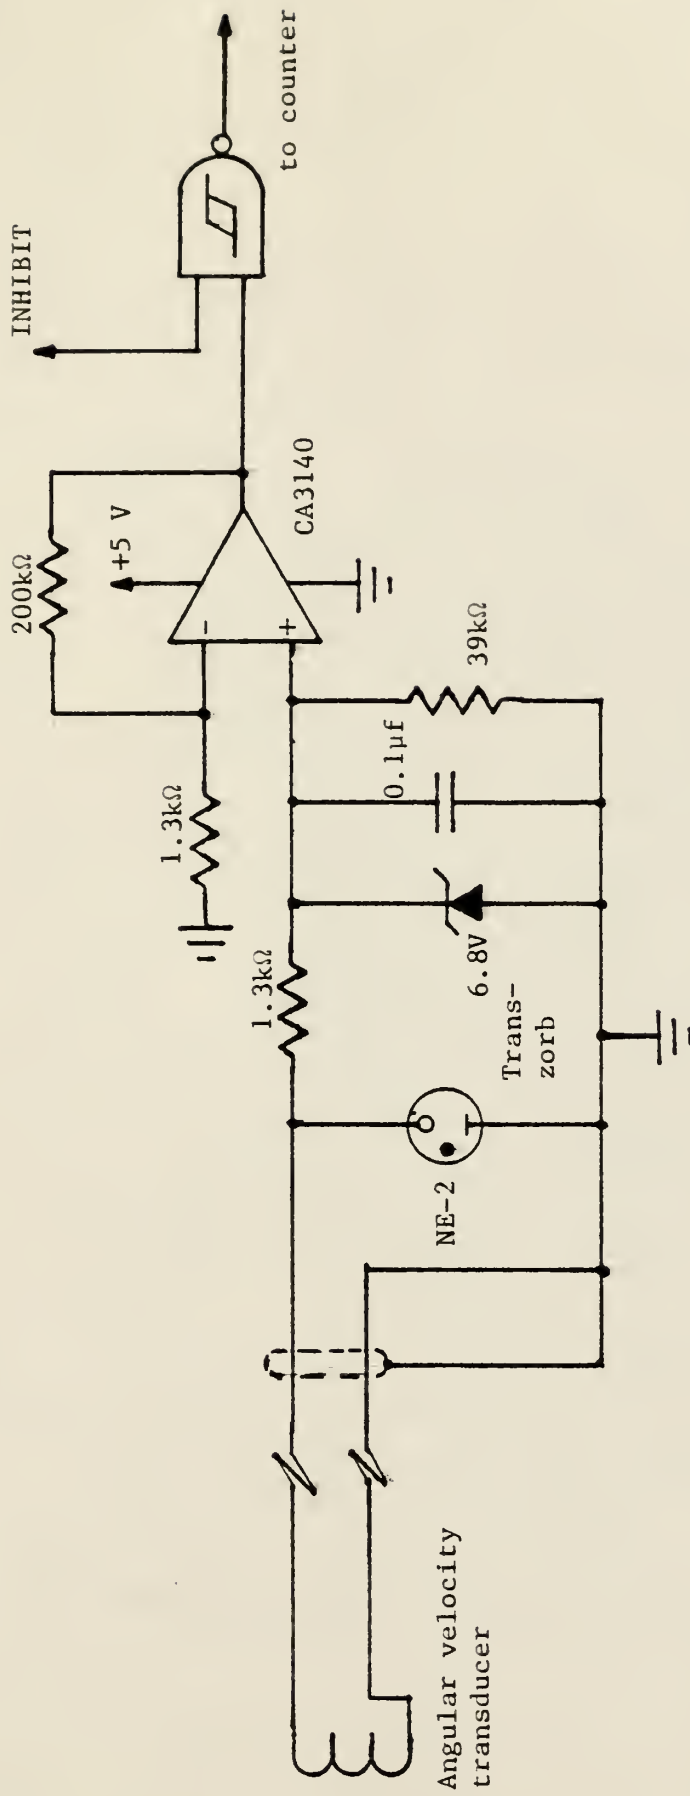 INHIBIT
to counter
200kΩ
+5 V
CA3140
-
+
1.3kΩ
39kΩ
0.1μf
1.3kΩ
6.8V
Trans-
zorb
NE-2
Angular velocity
transducer